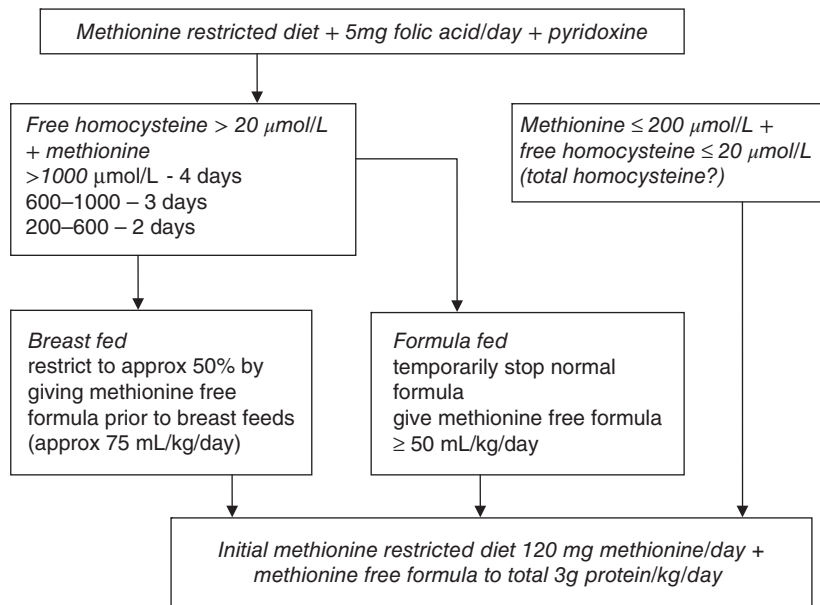 Methionine restricted diet + 5mg folic acid/day + pyridoxine
Free homocysteine > 20 μmol/L
+ methionine
>1000 μmol/L - 4 days
600–1000 – 3 days
200–600 – 2 days
Methionine ≤ 200 μmol/L +
free homocysteine ≤ 20 μmol/L
(total homocysteine?)
Breast fed
restrict to approx 50% by
giving methionine free
formula prior to breast feeds
(approx 75 mL/kg/day)
Formula fed
temporarily stop normal
formula
give methionine free formula
≥ 50 mL/kg/day
Initial methionine restricted diet 120 mg methionine/day +
methionine free formula to total 3g protein/kg/day